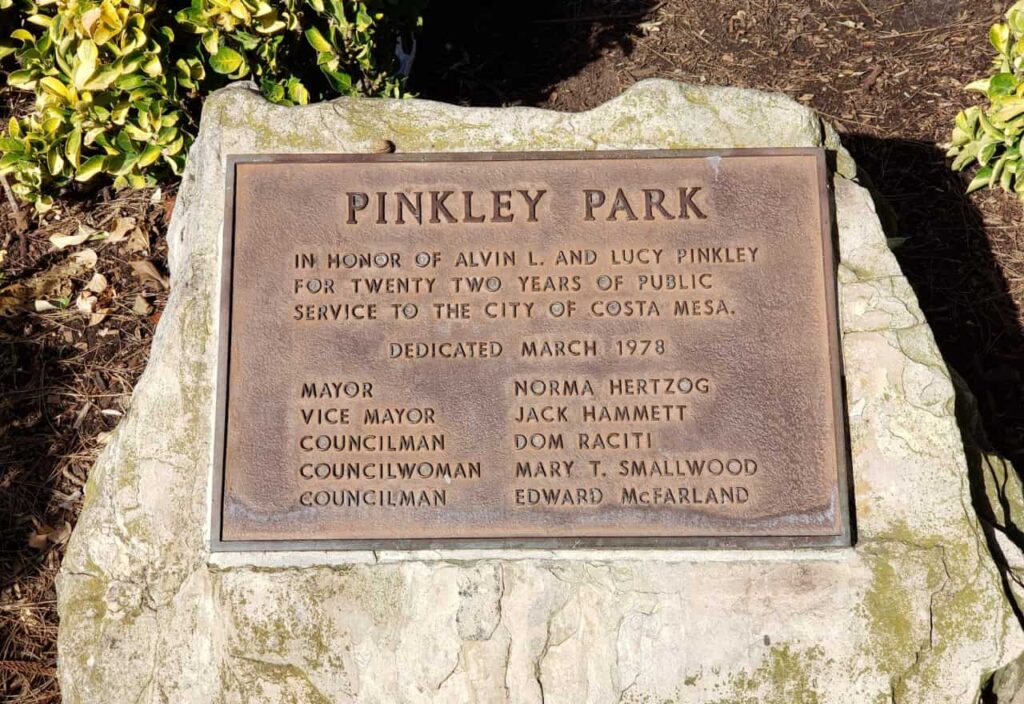 PINKLEY PARK
IN HONOR OF ALVIN L. AND LUCY PINKLEY
FOR TWENTY TWO YEARS OF PUBLIC
SERVICE TO THE CITY OF COSTA MESA.
DEDICATED MARCH 1978
MAYOR NORMA HERTZOG
VICE MAYOR JACK HAMMETT
COUNCILMAN DOM RACITI
COUNCILWOMAN MARY T. SMALLWOOD
COUNCILMAN EDWARD McFARLAND